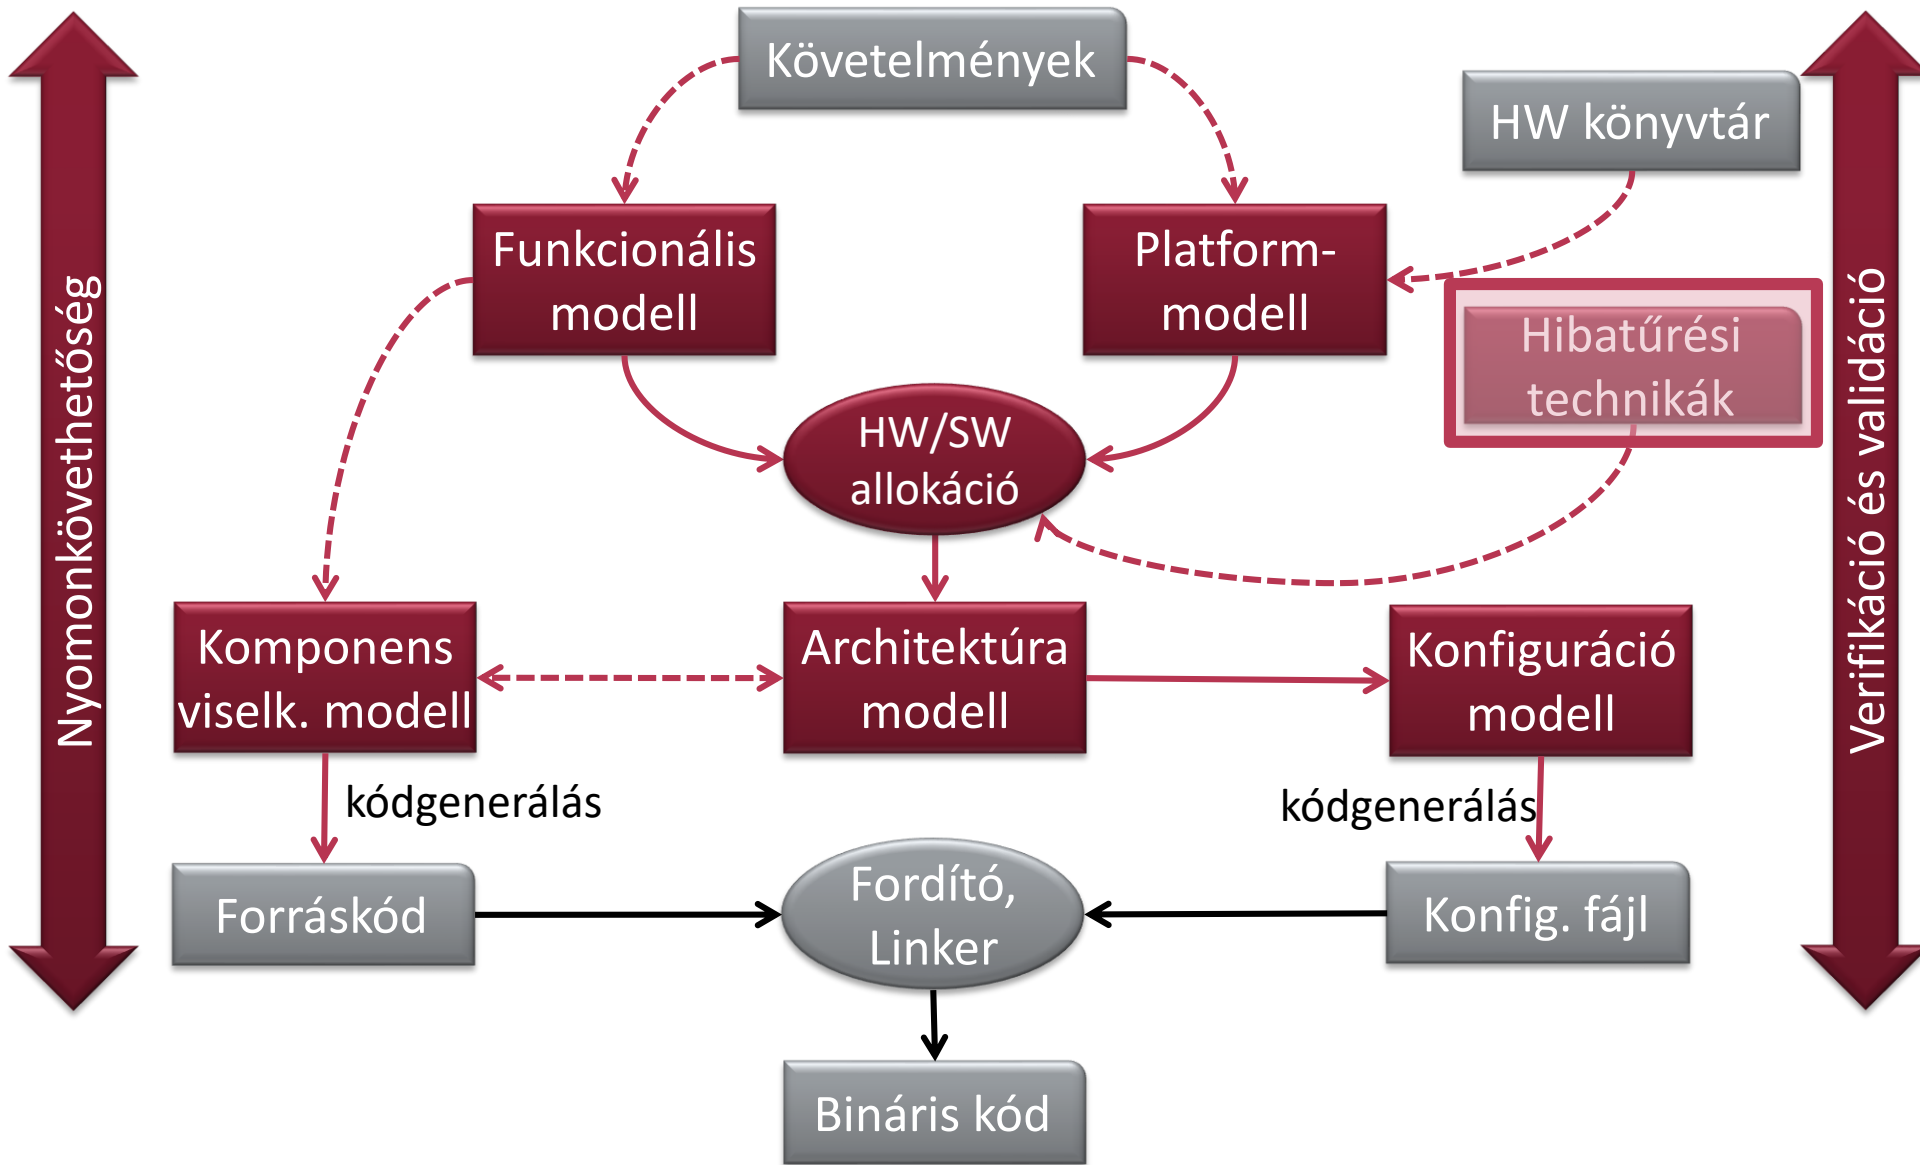 Követelmények
HW könyvtár
Funkcionális
modell
Platform-
modell
Hibatűrési
technikák
HW/SW
allokáció
Nyomonkövethetőség
Verifikáció és validáció
Komponens
viselk. modell
Architektúra
modell
Konfiguráció
modell
kódgenerálás
kódgenerálás
Forráskód
Fordító,
Linker
Konfig. fájl
Bináris kód